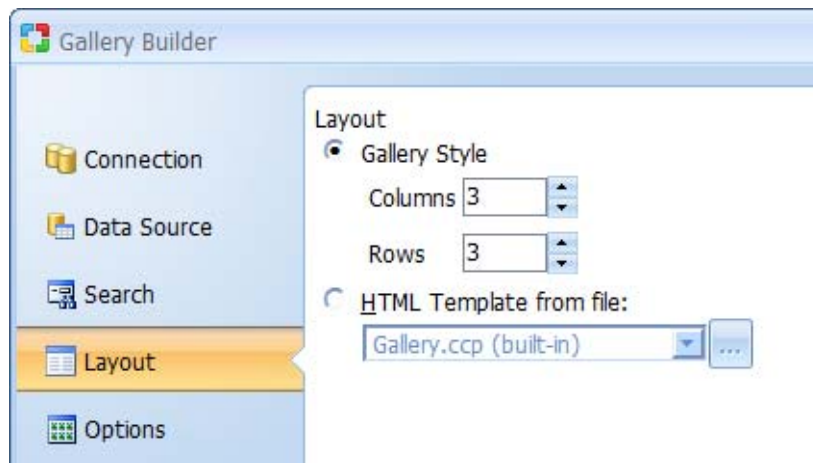 Gallery Builder
Connection
Data Source
Search
Layout
Options
Layout
Gallery Style
Columns 3
Rows 3
HTML Template from file:
Gallery.ccp (built-in) ...